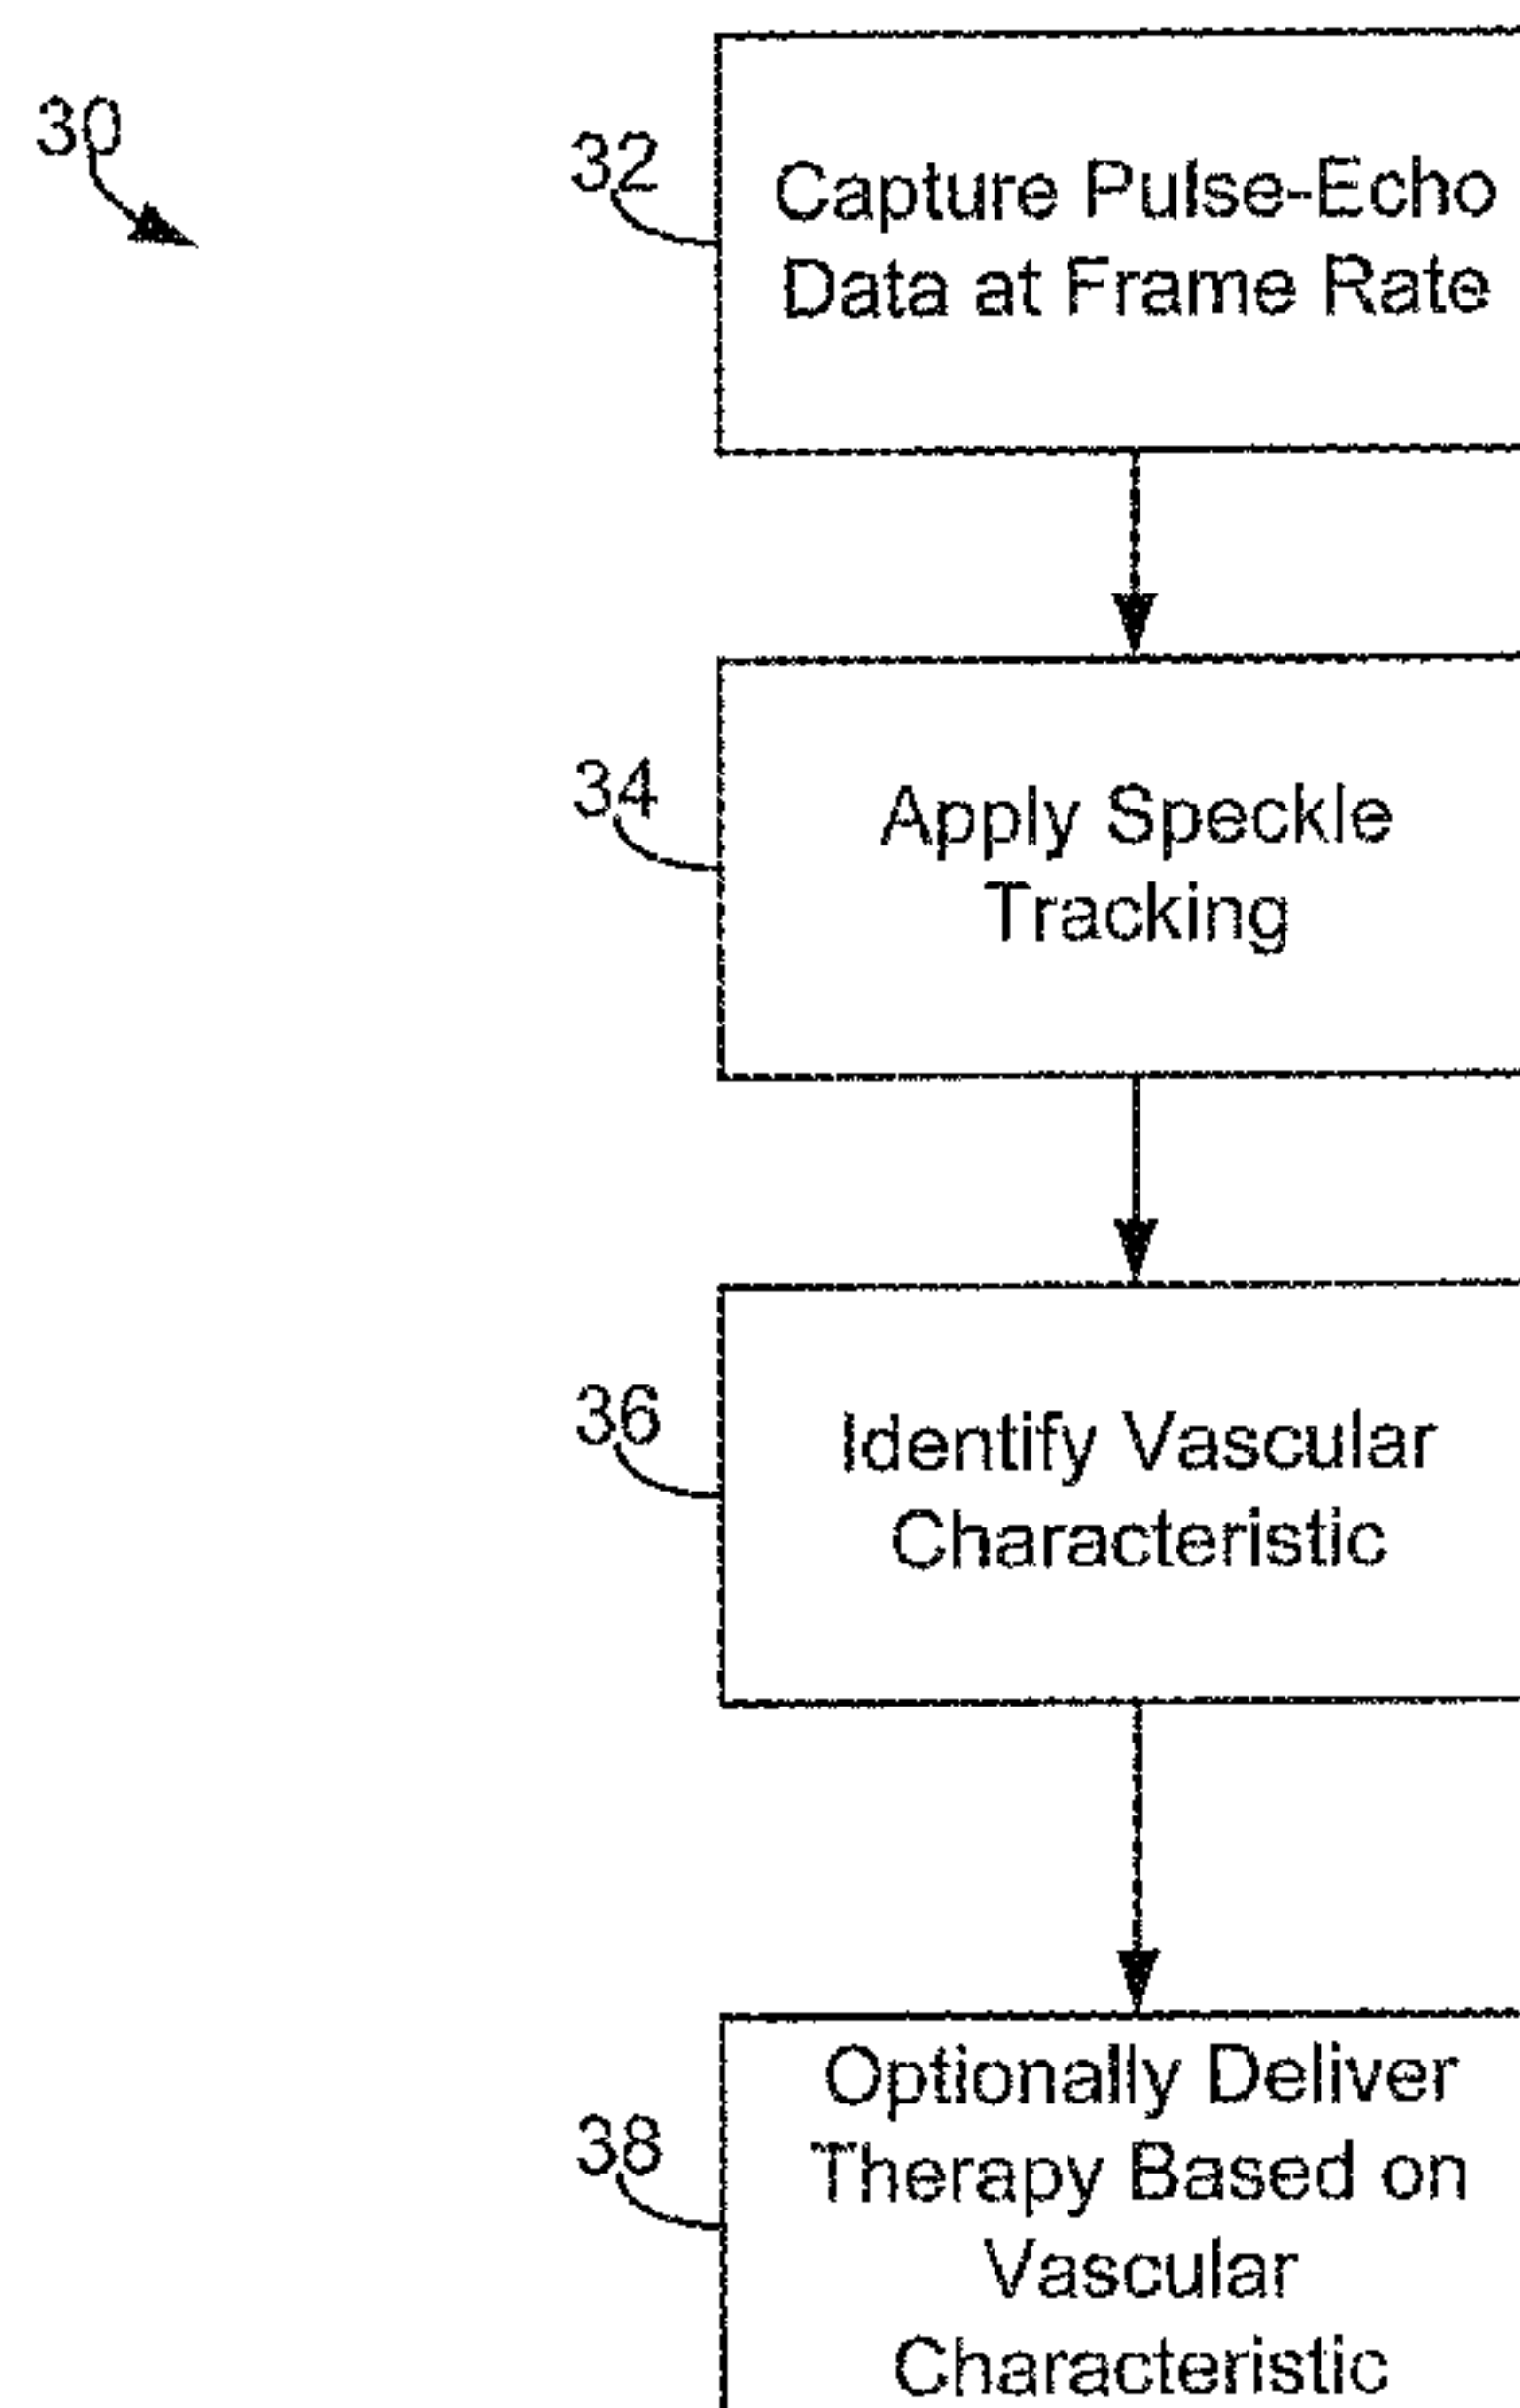 30
32
Capture Pulse-Echo
Data at Frame Rate
34
Apply Speckle
Tracking
36
Identify Vascular
Characteristic
38
Optionally Deliver
Therapy Based on
Vascular
Characteristic